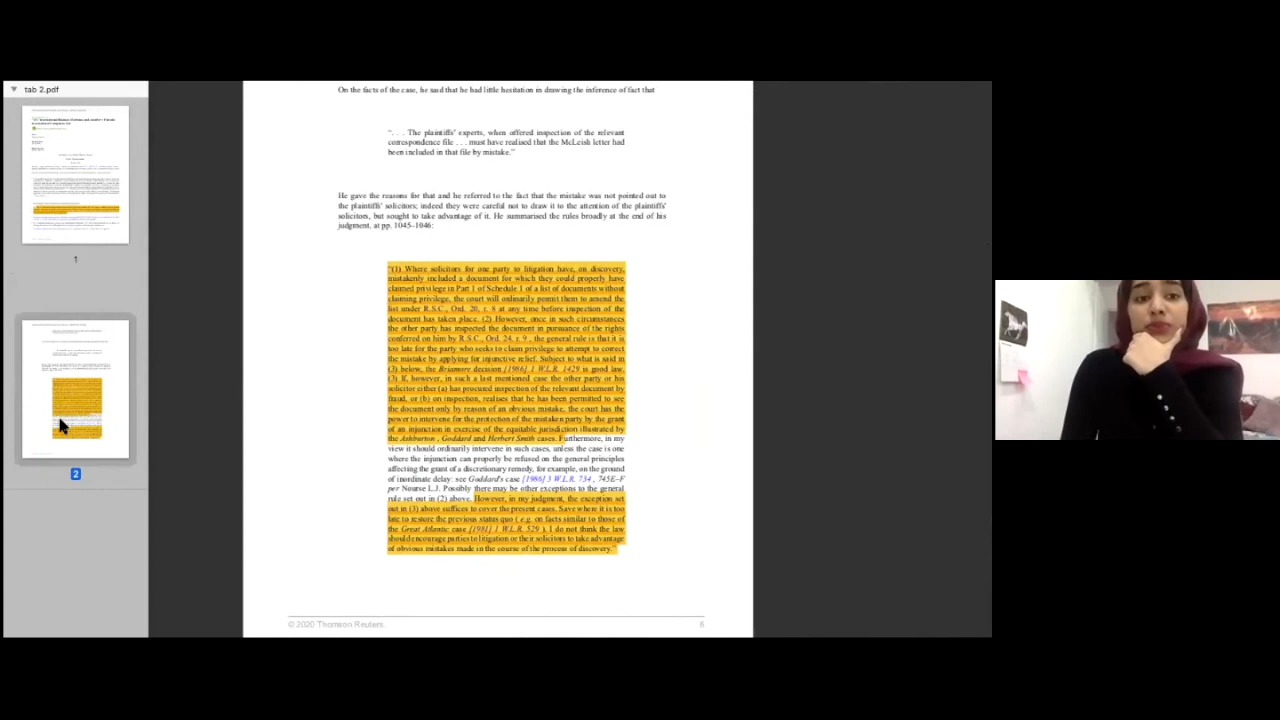 tab 2.pdf
1
2
On the facts of the case, he said that he had little hesitation in drawing the inference of fact that
“. . . The plaintiffs’ experts, when offered inspection of the relevant
correspondence file . . . must have realised that the McLeish letter had
been included in that file by mistake.”
He gave the reasons for that and he referred to the fact that the mistake was not pointed out to
the plaintiffs’ solicitors; indeed they were careful not to draw it to the attention of the plaintiffs’
solicitors, but sought to take advantage of it. He summarised the rules broadly at the end of his
judgment, at pp. 1045–1046:
“(1) Where solicitors for one party to litigation have, on discovery,
mistakenly included a document for which they could properly have
claimed privilege in Part 1 of Schedule 1 of a list of documents without
claiming privilege, the court will ordinarily permit them to amend the
list under R.S.C., Ord. 20, r. 8 at any time before inspection of the
document has taken place. (2) However, once in such circumstances
the other party has inspected the document in pursuance of the rights
conferred on him by R.S.C., Ord. 24, r. 9 , the general rule is that it is
too late for the party who seeks to claim privilege to attempt to correct
the mistake by applying for injunctive relief. Subject to what is said in
(3) below, the Briamore decision [1986] 1 W.L.R. 1429 is good law.
(3) If, however, in such a last mentioned case the other party or his
solicitor either (a) has procured inspection of the relevant document by
fraud, or (b) on inspection, realises that he has been permitted to see
the document only by reason of an obvious mistake, the court has the
power to intervene for the protection of the mistaken party by the grant
of an injunction in exercise of the equitable jurisdiction illustrated by
the Ashburton , Goddard and Herbert Smith cases. Furthermore, in my
view it should ordinarily intervene in such cases, unless the case is one
where the injunction can properly be refused on the general principles
affecting the grant of a discretionary remedy, for example, on the ground
of inordinate delay: see Goddard's case [1986] 3 W.L.R. 734 , 745E–F
per Nourse L.J. Possibly there may be other exceptions to the general
rule set out in (2) above. However, in my judgment, the exception set
out in (3) above suffices to cover the present cases. Save where it is too
late to restore the previous status quo ( e.g. on facts similar to those of
the Great Atlantic case [1981] 1 W.L.R. 529 ), I do not think the law
should encourage parties to litigation or their solicitors to take advantage
of obvious mistakes made in the course of the process of discovery.”
© 2020 Thomson Reuters.
6